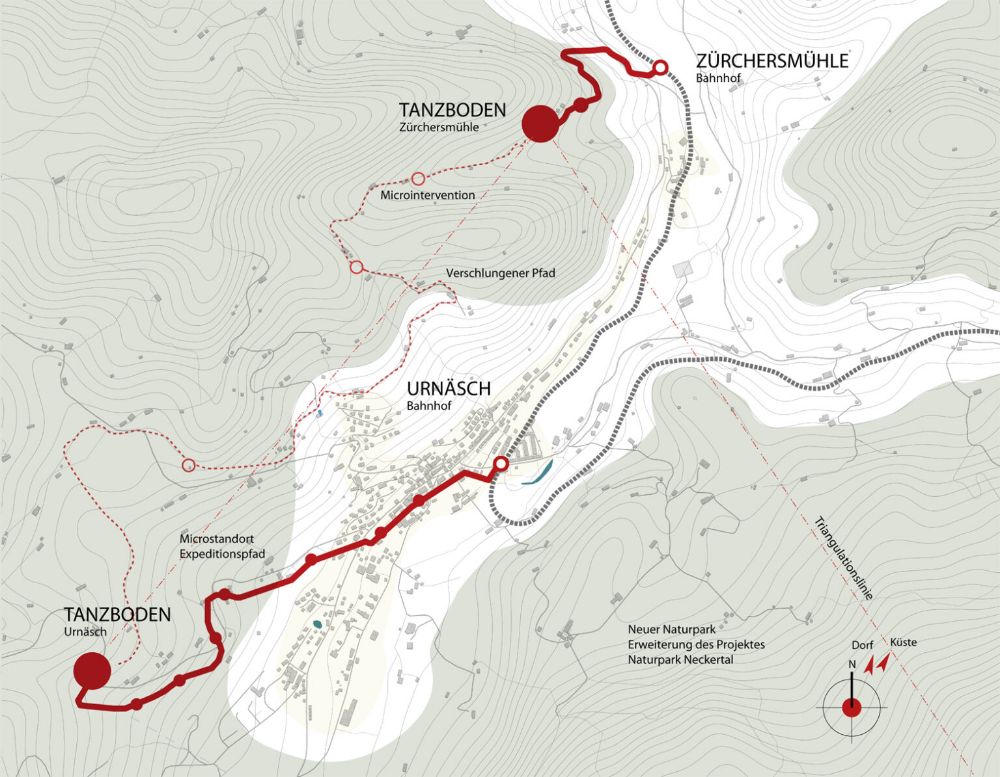 ZÜRCHERSMÜHLE
Bahnhof
TANZBODEN
Zürchersmühle
Microintervention
Verschlungener Pfad
URNÄSCH
Bahnhof
Microstandort
Expeditionspfad
Triangulationslinie
TANZBODEN
Urnäsch
Neuer Naturpark
Erweiterung des Projektes
Naturpark Neckertal
Dorf
Küste
N